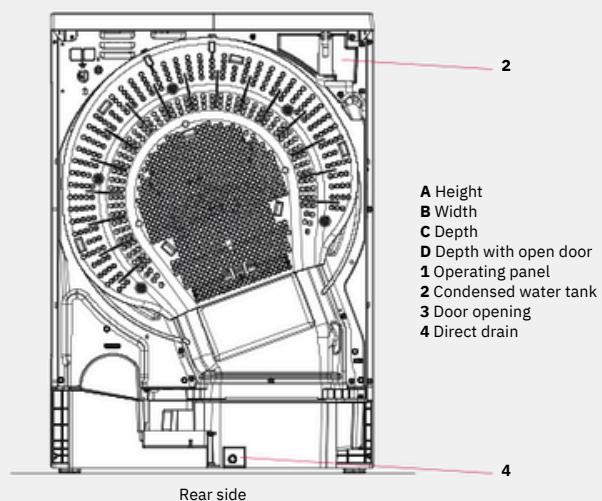 2
A Height
B Width
C Depth
D Depth with open door
1 Operating panel
2 Condensed water tank
3 Door opening
4 Direct drain
4
Rear side